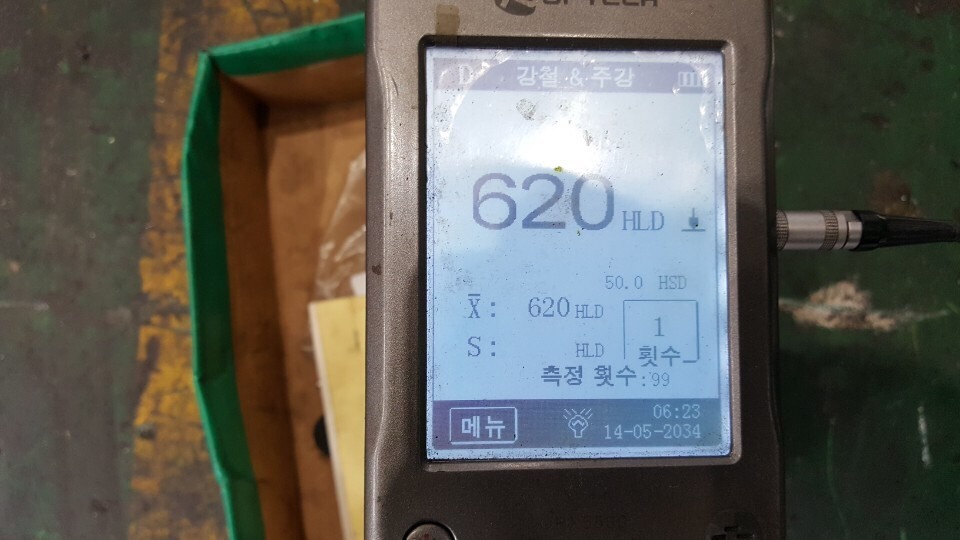 D 강철 & 주강
620 HLD
50.0 HSD
X̄: 620 HLD
1
횟수
S: HLD
측정 횟수:99
메뉴
06:23
14-05-2034